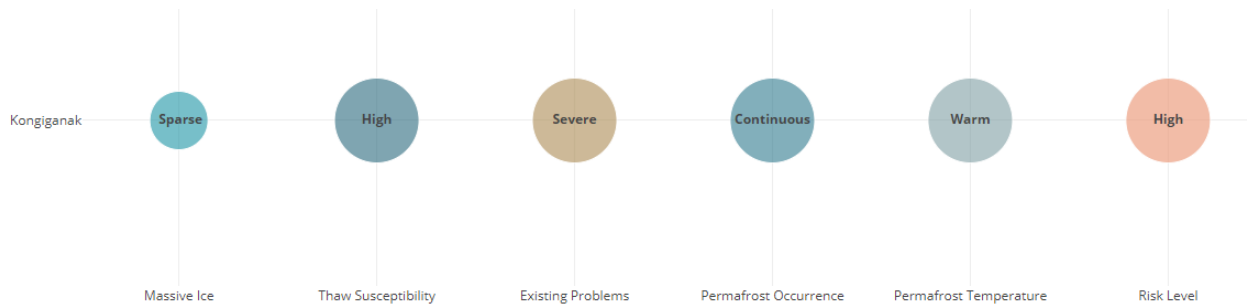 Kongiganak
Sparse
High
Severe
Continuous
Warm
High
Massive Ice
Thaw Susceptibility
Existing Problems
Permafrost Occurrence
Permafrost Temperature
Risk Level